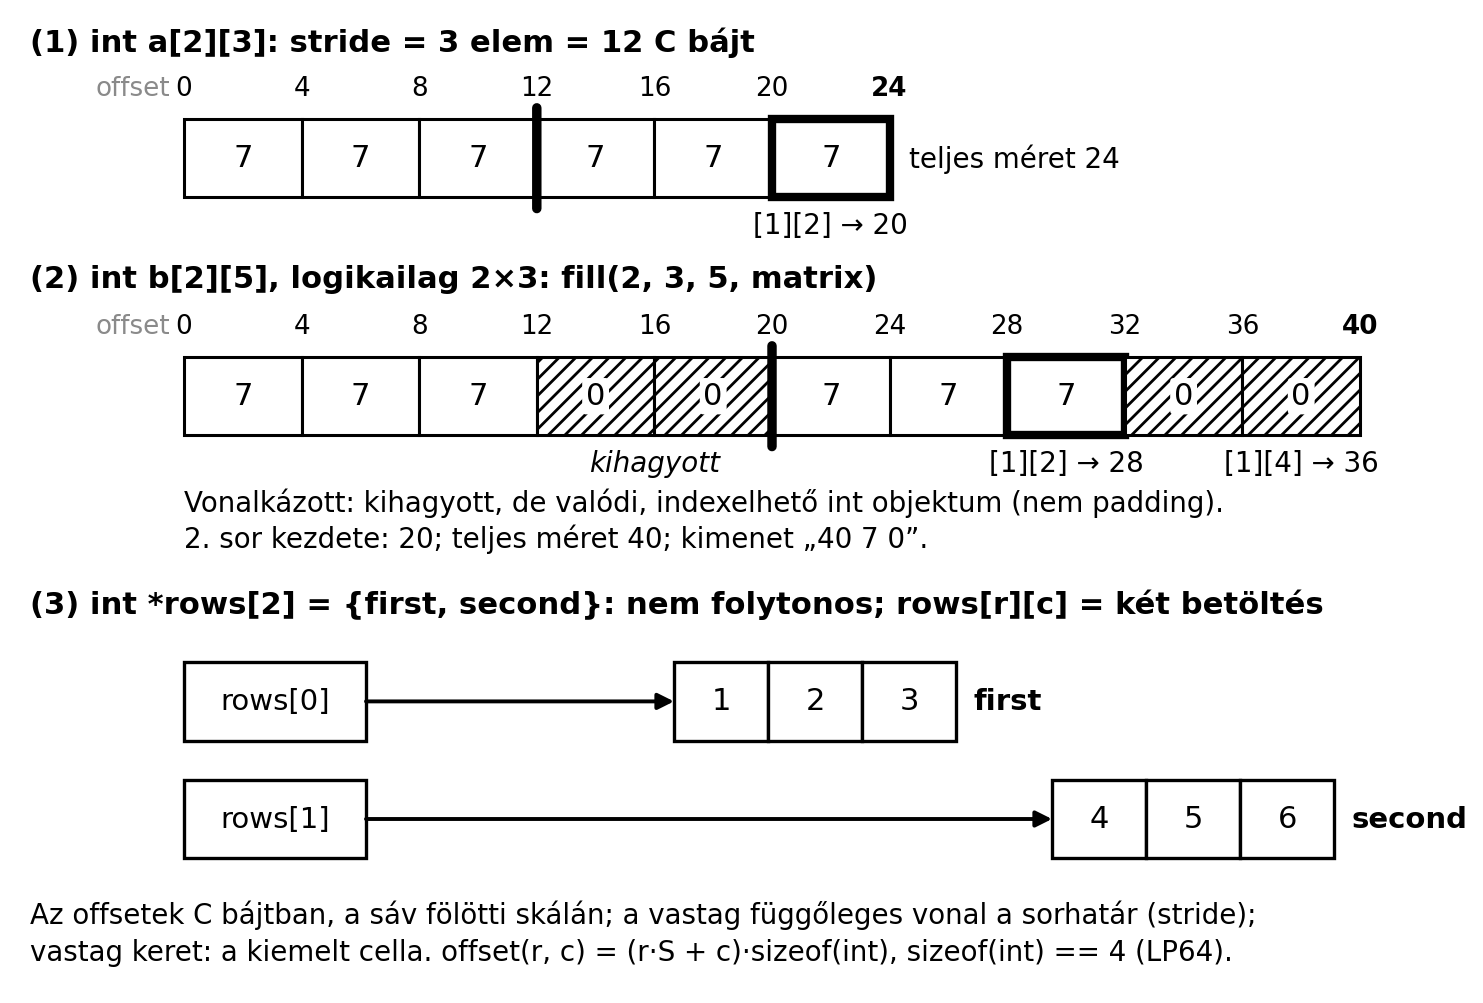 (1) int a[2][3]: stride = 3 elem = 12 C bájt
offset 0 4 8 12 16 20 24
7 7 7 7 7 7 teljes méret 24
[1][2] → 20
(2) int b[2][5], logikailag 2×3: fill(2, 3, 5, matrix)
offset 0 4 8 12 16 20 24 28 32 36 40
7 7 7 0 0 7 7 7 0 0
kihagyott [1][2] → 28 [1][4] → 36
Vonalkázott: kihagyott, de valódi, indexelhető int objektum (nem padding).
2. sor kezdete: 20; teljes méret 40; kimenet „40 7 0”.
(3) int *rows[2] = {first, second}: nem folytonos; rows[r][c] = két betöltés
rows[0] 1 2 3 first
rows[1] 4 5 6 second
Az offsetek C bájtban, a sáv fölötti skálán; a vastag függőleges vonal a sorhatár (stride);
vastag keret: a kiemelt cella. offset(r, c) = (r·S + c)·sizeof(int), sizeof(int) == 4 (LP64).